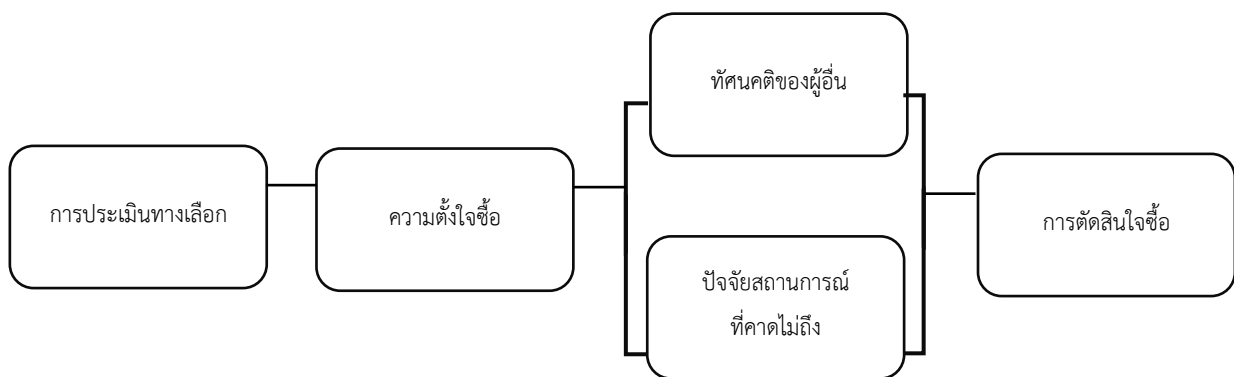 การประเมินทางเลือก
ความตั้งใจซื้อ
ทัศนคติของผู้อื่น
ปัจจัยสถานการณ์
ที่คาดไม่ถึง
การตัดสินใจซื้อ